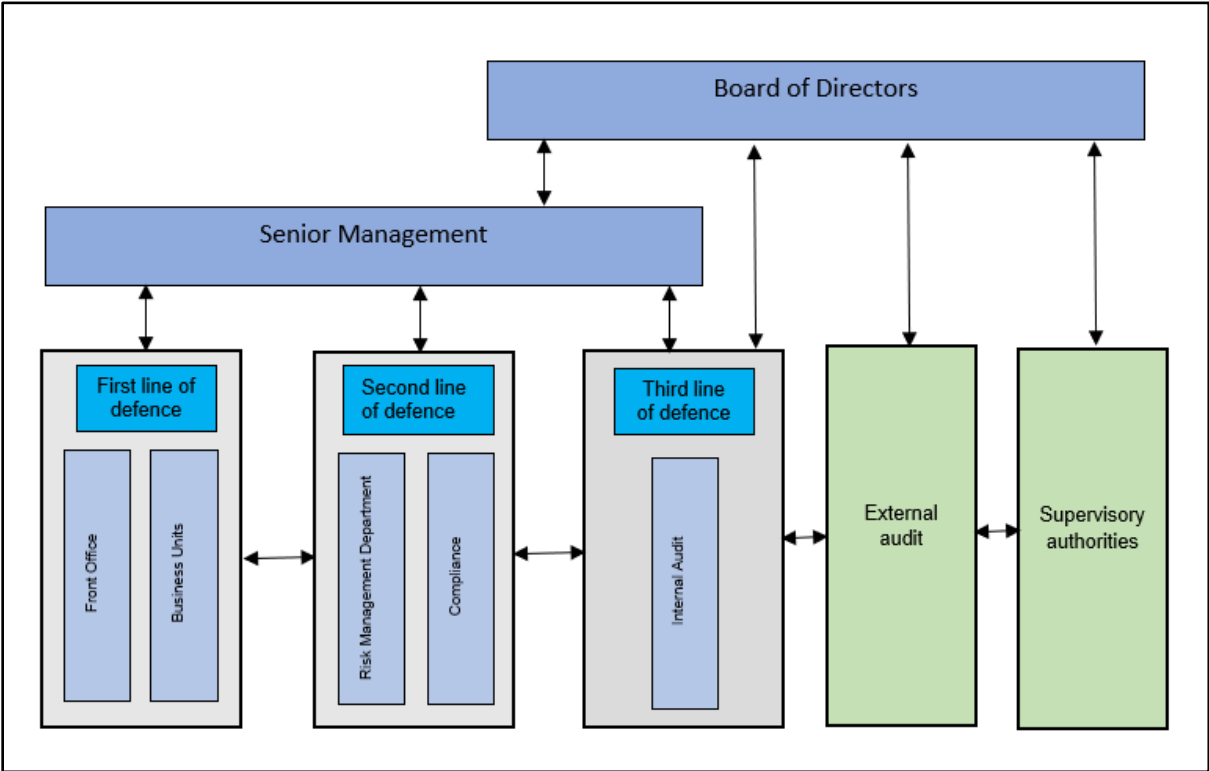 Board of Directors
Senior Management
First line of
defence
Second line
of defence
Third line
of defence
Front Office
Business Units
Risk Management Department
Compliance
Internal Audit
External
audit
Supervisory
authorities